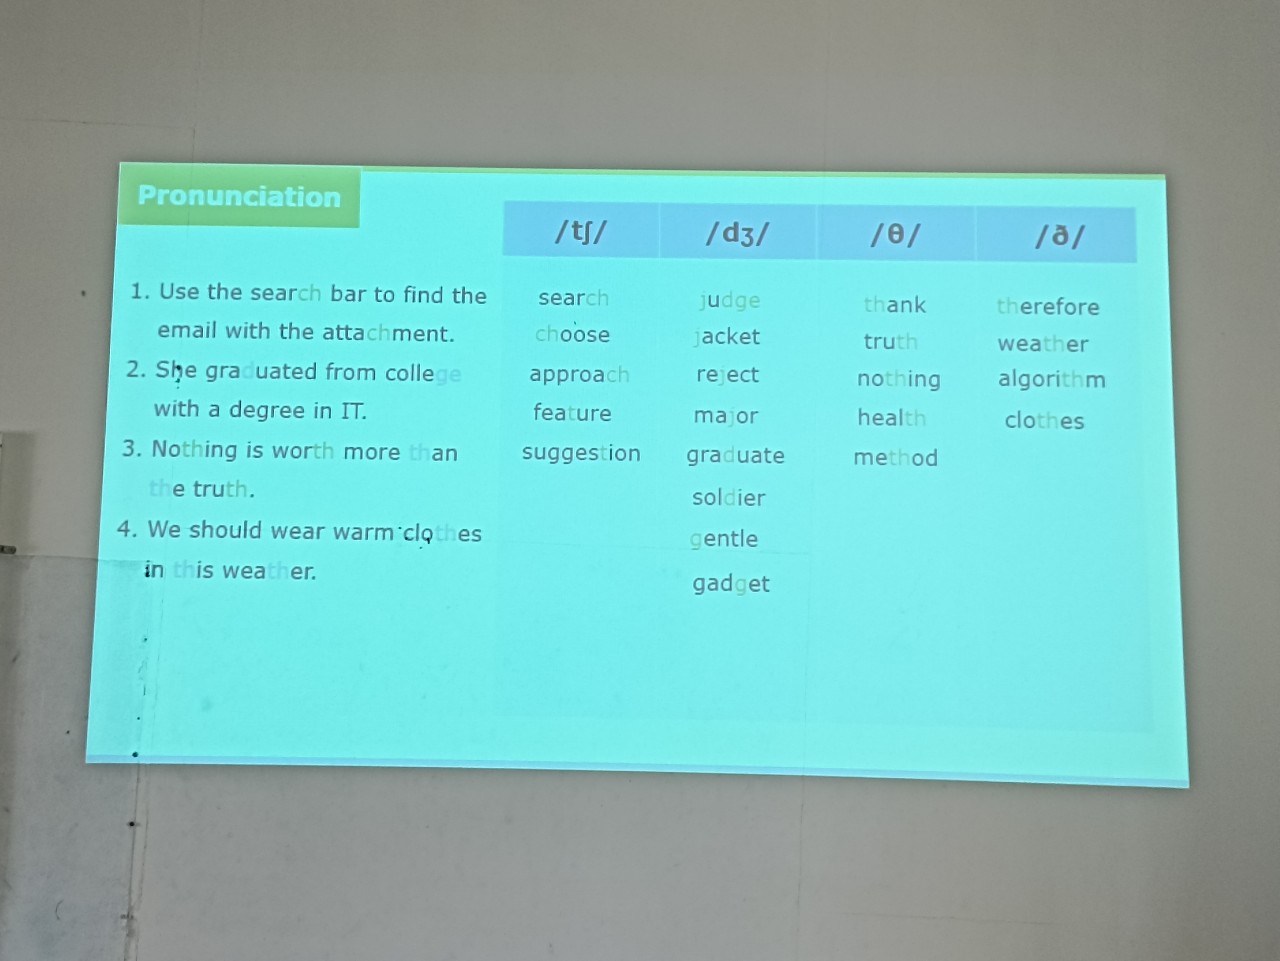 Pronunciation
1. Use the search bar to find the
email with the attachment.
2. She graduated from college
with a degree in IT.
3. Nothing is worth more than
the truth.
4. We should wear warm clothes
in this weather.
/tʃ/ /dʒ/ /θ/ /ð/
search judge thank therefore
choose jacket truth weather
approach reject nothing algorithm
feature major health clothes
suggestion graduate method
soldier
gentle
gadget